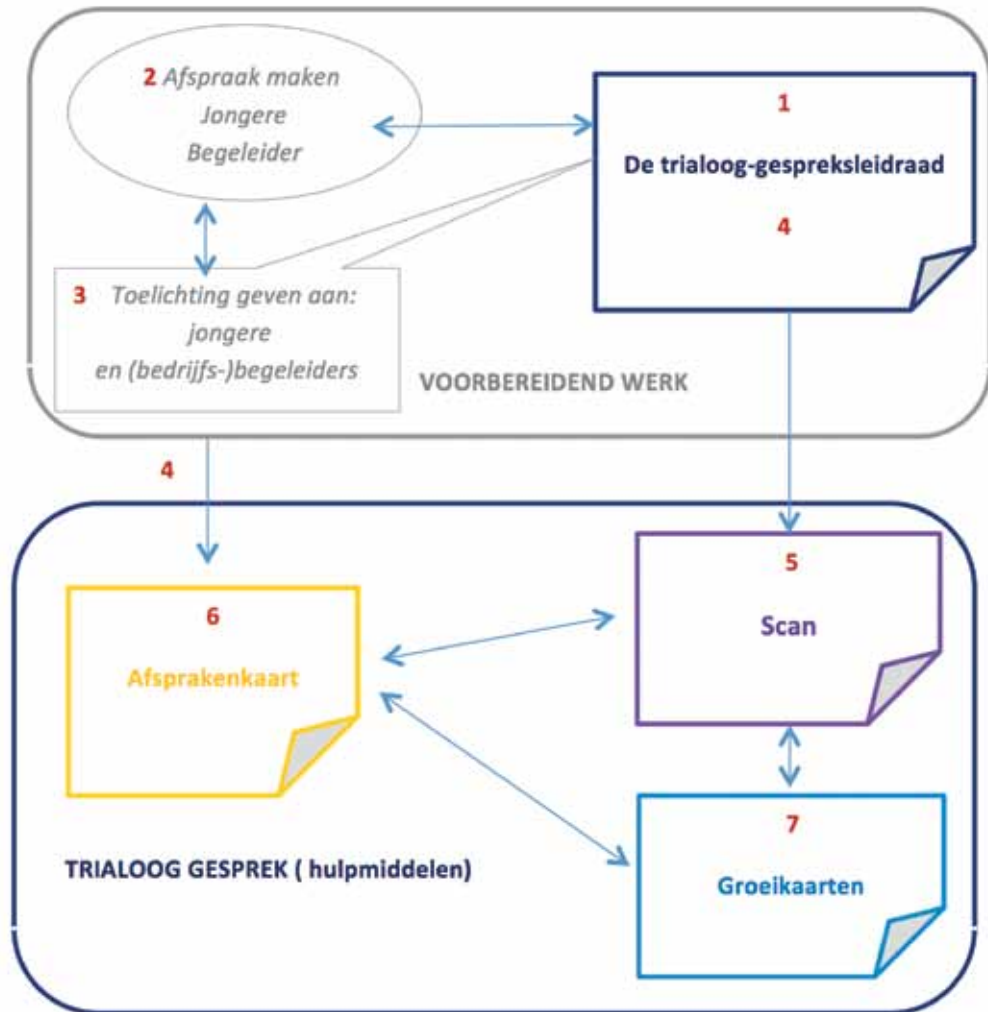 2 Afspraak maken
Jongere
Begeleider
1
De trialoog-gespreksleidraad
4
3 Toelichting geven aan:
jongere
en (bedrijfs-)begeleiders
VOORBEREIDEND WERK
4
5
Scan
6
Afsprakenkaart
7
Groeikaarten
TRIALOOG GESPREK ( hulpmiddelen)